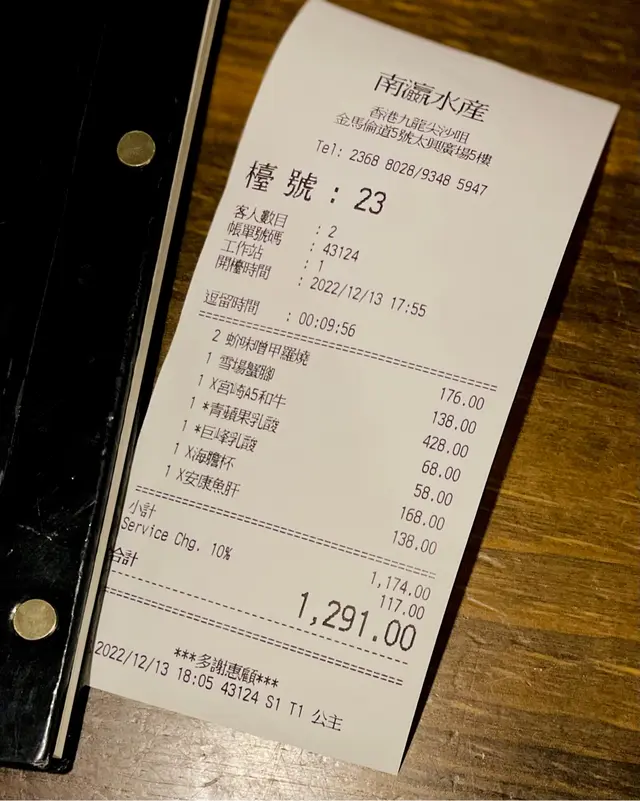 南瀛水產
香港九龍尖沙咀
金馬倫道5號太興廣場5樓
Tel: 2368 8028/9348 5947
檯號 : 23
客人數目 : 2
帳單號碼 : 43124
工作站 : 1
開檯時間 : 2022/12/13 17:55
逗留時間 : 00:09:56
2 蚧味噌甲羅燒 176.00
1 雪場蟹腳 138.00
1 X宮崎A5和牛 428.00
1 *青蘋果乳酸 68.00
1 *巨峰乳酸 58.00
1 X海膽杯 168.00
1 X安康魚肝 138.00
小計 1,174.00
Service Chg. 10% 117.00
合計 1,291.00
***多謝惠顧***
2022/12/13 18:05 43124 S1 T1 公主